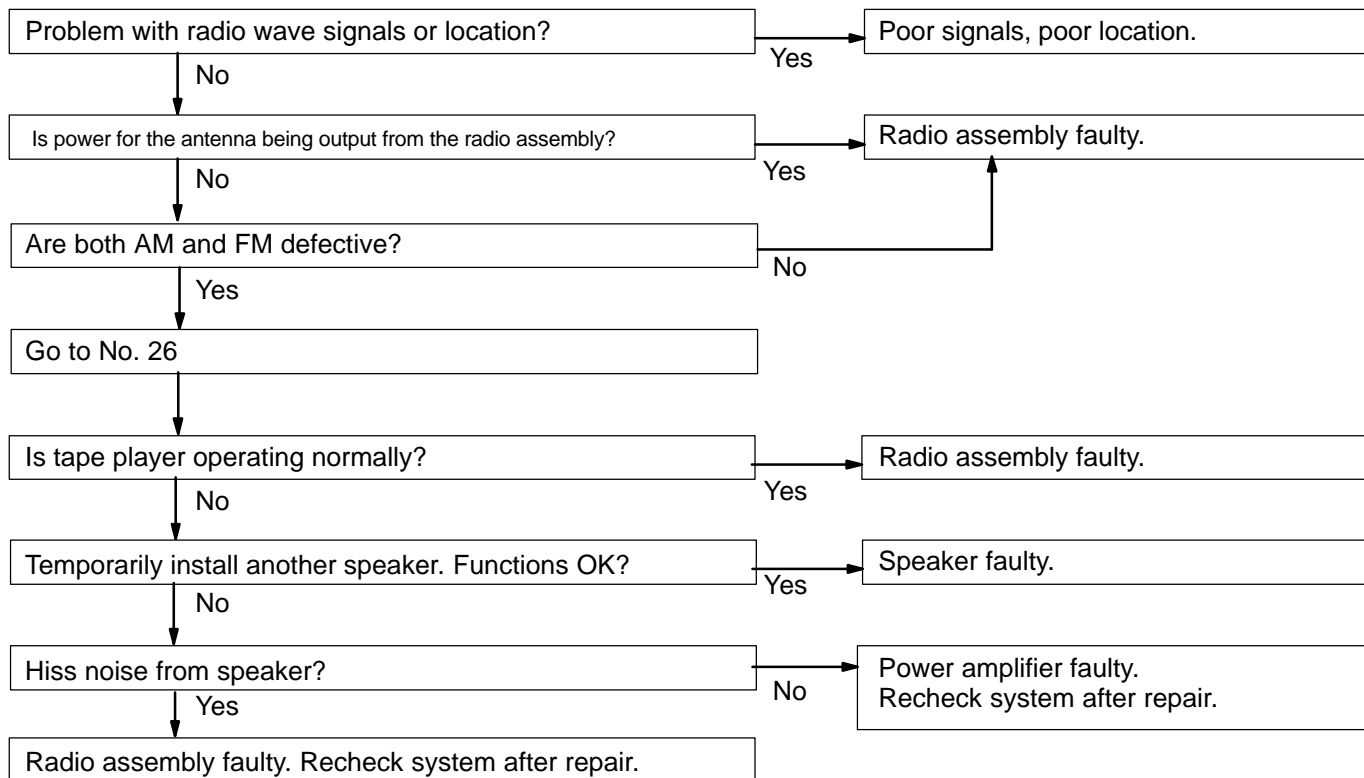 Problem with radio wave signals or location?
Yes
Poor signals, poor location.
No
Is power for the antenna being output from the radio assembly?
Yes
Radio assembly faulty.
No
Are both AM and FM defective?
No
Yes
Go to No. 26
Is tape player operating normally?
Yes
Radio assembly faulty.
No
Temporarily install another speaker. Functions OK?
Yes
Speaker faulty.
No
Hiss noise from speaker?
No
Power amplifier faulty.
Recheck system after repair.
Yes
Radio assembly faulty. Recheck system after repair.